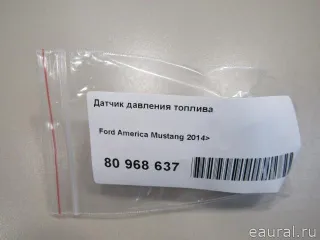 Датчик давления топлива
Ford America Mustang 2014>
80 968 637
eaural.ru